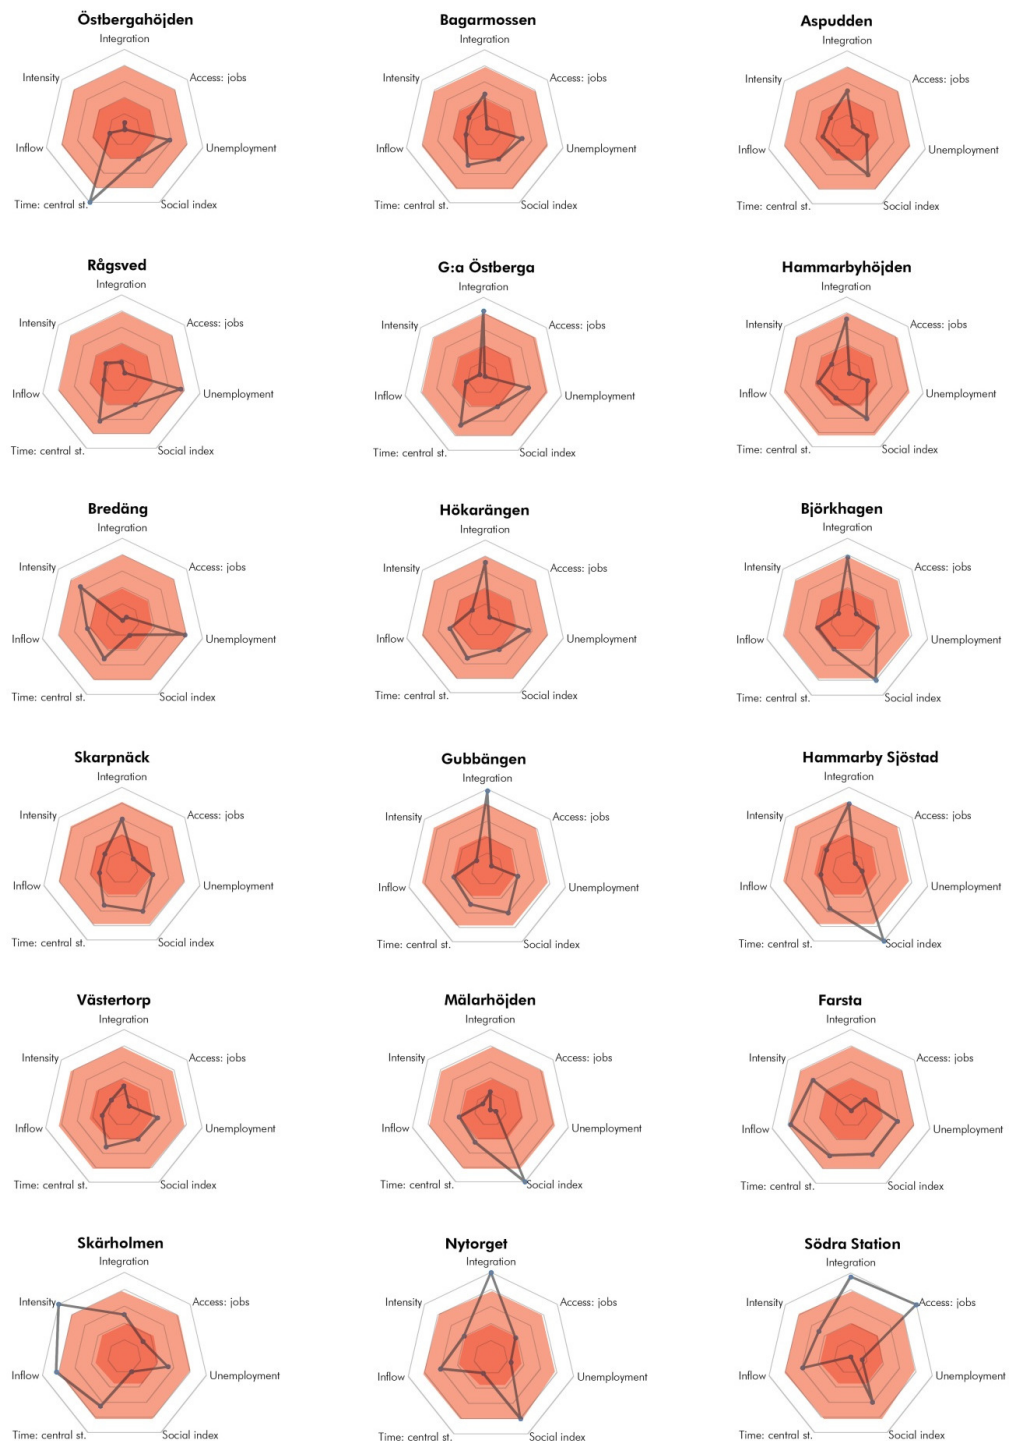 Östbergahöjden
Integration
Intensity
Access: jobs
Inflow
Unemployment
Time: central st.
Social index
Bagarmossen
Integration
Intensity
Access: jobs
Inflow
Unemployment
Time: central st.
Social index
Aspudden
Integration
Intensity
Access: jobs
Inflow
Unemployment
Time: central st.
Social index
Rågsved
Integration
Intensity
Access: jobs
Inflow
Unemployment
Time: central st.
Social index
G:a Östberga
Integration
Intensity
Access: jobs
Inflow
Unemployment
Time: central st.
Social index
Hammarbyhöjden
Integration
Intensity
Access: jobs
Inflow
Unemployment
Time: central st.
Social index
Bredäng
Integration
Intensity
Access: jobs
Inflow
Unemployment
Time: central st.
Social index
Hökarängen
Integration
Intensity
Access: jobs
Inflow
Unemployment
Time: central st.
Social index
Björkhagen
Integration
Intensity
Access: jobs
Inflow
Unemployment
Time: central st.
Social index
Skarpnäck
Integration
Intensity
Access: jobs
Inflow
Unemployment
Time: central st.
Social index
Gubbängen
Integration
Intensity
Access: jobs
Inflow
Unemployment
Time: central st.
Social index
Hammarby Sjöstad
Integration
Intensity
Access: jobs
Inflow
Unemployment
Time: central st.
Social index
Västertorp
Integration
Intensity
Access: jobs
Inflow
Unemployment
Time: central st.
Social index
Mälarhöjden
Integration
Intensity
Access: jobs
Inflow
Unemployment
Time: central st.
Social index
Farsta
Integration
Intensity
Access: jobs
Inflow
Unemployment
Time: central st.
Social index
Skärholmen
Integration
Intensity
Access: jobs
Inflow
Unemployment
Time: central st.
Social index
Nytorget
Integration
Intensity
Access: jobs
Inflow
Unemployment
Time: central st.
Social index
Södra Station
Integration
Intensity
Access: jobs
Inflow
Unemployment
Time: central st.
Social index